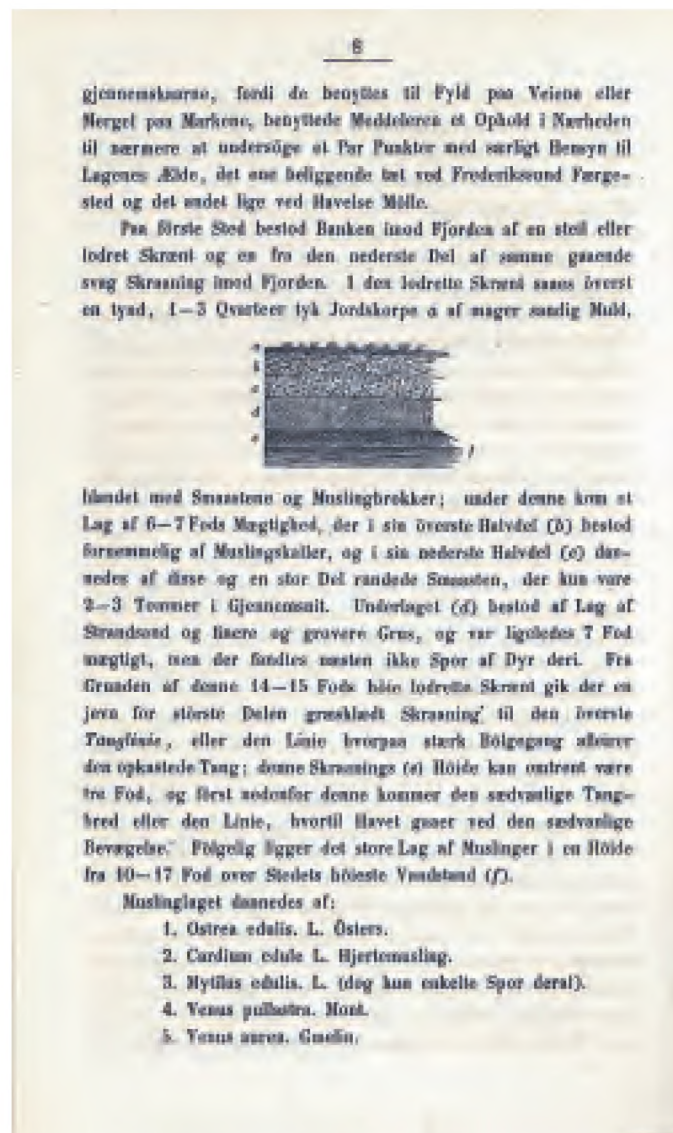 8
gjennemskaarne, fordi de benyttes til Fyld paa Veiene eller
Mergel paa Markene, benyttede Meddeleren et Ophold i Nærheden
til nærmere at undersöge et Par Punkter med særligt Hensyn til
Lagenes Ælde, det ene beliggende tæt ved Frederikssund Færge-
sted og det andet lige ved Havelse Mölle.
Paa förste Sted bestod Banken imod Fjorden af en steil eller
lodret Skrænt og en fra den nederste Del af samme gaaende
svag Skraaning imod Fjorden. I den lodrette Skrænt saaes överst
en tynd, 1—3 Qvarteer tyk Jordskorpe a af mager sandig Muld,
a
b
c
d
e
f
blandet med Smaastene og Muslingbrokker; under denne kom et
Lag af 6—7 Fods Mægtighed, der i sin överste Halvdel (b) bestod
fornemmelig af Muslingskaller, og i sin nederste Halvdel (c) dan-
nedes af disse og en stor Del rundede Smaasten, der kun vare
2—3 Tommer i Gjennemsnit. Underlaget (d) bestod af Lag af
Strandsand og finere og grovere Grus, og var ligeledes 7 Fod
mægtigt, men der fandtes næsten ikke Spor af Dyr deri. Fra
Grunden af denne 14—15 Fods höie lodrette Skrænt gik der en
jevn for störste Delen græsklædt Skraaning til den överste
Tanglinie, eller den Linie hvorpaa stærk Bölgegang
den opkastede Tang; denne Skraanings (e) Höide kan omtrent være
tre Fod, og först nedenfor denne kommer den sædvanlige Tang-
bred eller den Linie, hvortil Havet gaaer ved den sædvanlige
Bevægelse. Fölgelig ligger det store Lag af Muslinger i en Höide
fra 10—17 Fod over Stedets höieste Vandstand (f).
Muslinglaget dannedes af:
1. Ostrea edulis. L. Östers.
2. Cardium edule L. Hjertemusling.
3. Mytilus edulis. L. (dog kun enkelte Spor deraf).
4. Venus pullastra. Mont.
5. Venus aurea. Gmelin.